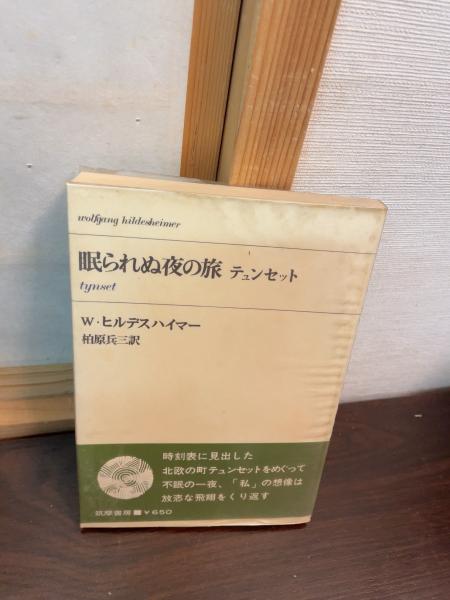 wolfgang hildesheimer
眠られぬ夜の旅 テュンセット
tynset
W・ヒルデスハイマー
柏原兵三訳
時刻表に見出した
北欧の町テュンセットをめぐって
不眠の一夜、「私」の想像は
放恣な飛翔をくり返す
筑摩書房■￥650